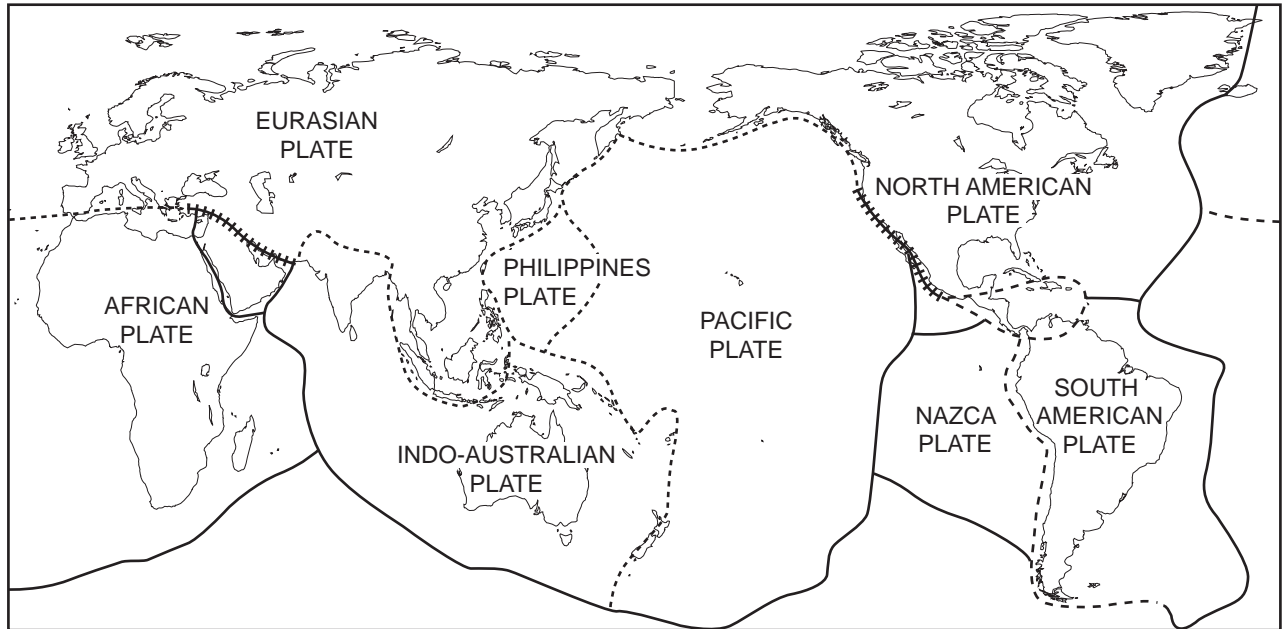 EURASIAN
PLATE
NORTH AMERICAN
PLATE
PHILIPPINES
PLATE
AFRICAN
PLATE
PACIFIC
PLATE
SOUTH
AMERICAN
PLATE
NAZCA
PLATE
INDO-AUSTRALIAN
PLATE